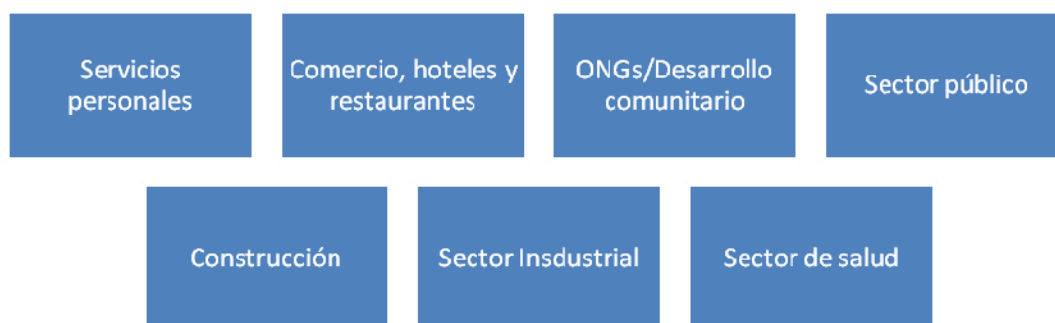 Servicios
personales
Comercio, hoteles y
restaurantes
ONGs/Desarrollo
comunitario
Sector público
Construcción
Sector Insdustrial
Sector de salud